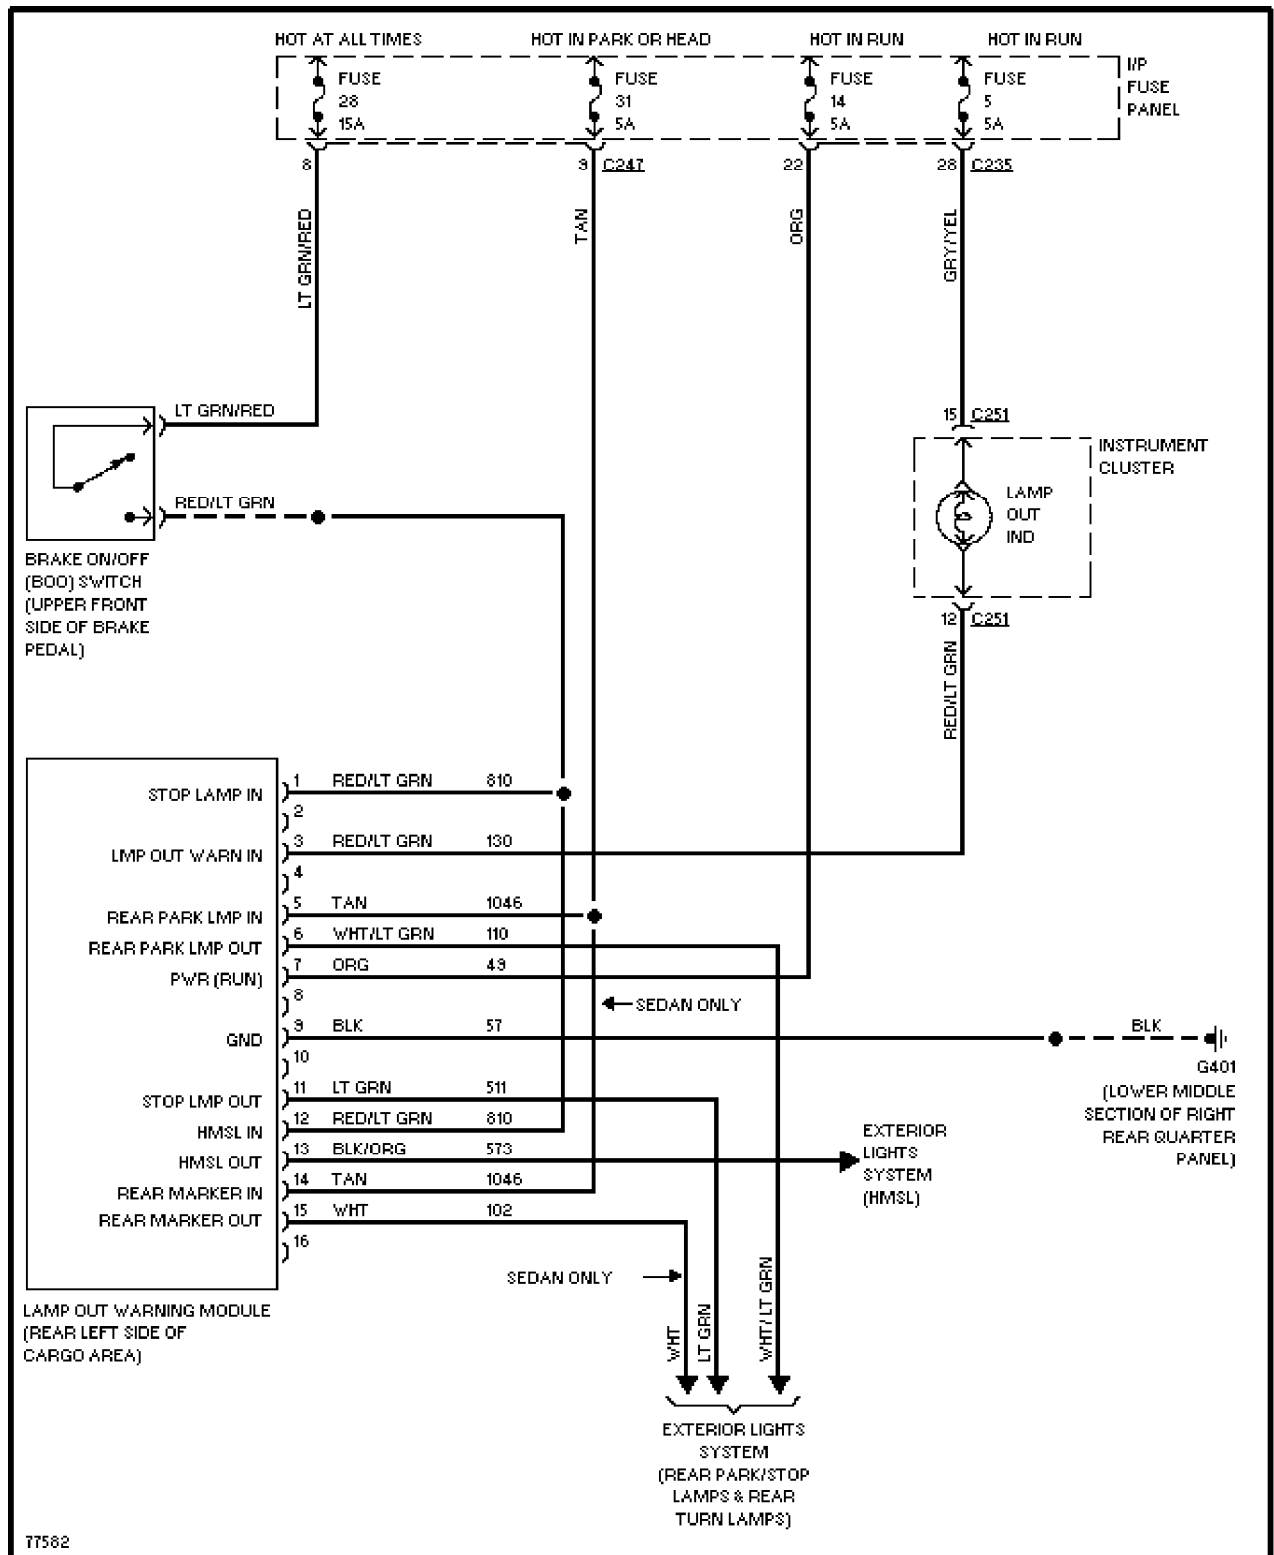 HOT AT ALL TIMES
HOT IN PARK OR HEAD
HOT IN RUN
HOT IN RUN
FUSE
28
15A
FUSE
31
5A
FUSE
14
5A
FUSE
5
5A
I/P
FUSE
PANEL
8
9 C247
22
28 C235
LT GRN/RED
TAN
ORG
GRY/YEL
LT GRN/RED
RED/LT GRN
BRAKE ON/OFF
(BOO) SWITCH
(UPPER FRONT
SIDE OF BRAKE
PEDAL)
15 C251
INSTRUMENT
CLUSTER
LAMP
OUT
IND
12 C251
RED/LT GRN
STOP LAMP IN 1 RED/LT GRN 810
2
LMP OUT WARN IN 3 RED/LT GRN 130
4
REAR PARK LMP IN 5 TAN 1046
REAR PARK LMP OUT 6 WHT/LT GRN 110
PWR (RUN) 7 ORG 49
8
SEDAN ONLY
GND 9 BLK 57
BLK
10
G401
(LOWER MIDDLE
SECTION OF RIGHT
REAR QUARTER
PANEL)
STOP LMP OUT 11 LT GRN 511
HMSL IN 12 RED/LT GRN 810
HMSL OUT 13 BLK/ORG 573
EXTERIOR
LIGHTS
SYSTEM
(HMSL)
REAR MARKER IN 14 TAN 1046
REAR MARKER OUT 15 WHT 102
16
SEDAN ONLY
WHT
LT GRN
WHT/LT GRN
LAMP OUT WARNING MODULE
(REAR LEFT SIDE OF
CARGO AREA)
EXTERIOR LIGHTS
SYSTEM
(REAR PARK/STOP
LAMPS & REAR
TURN LAMPS)
77582